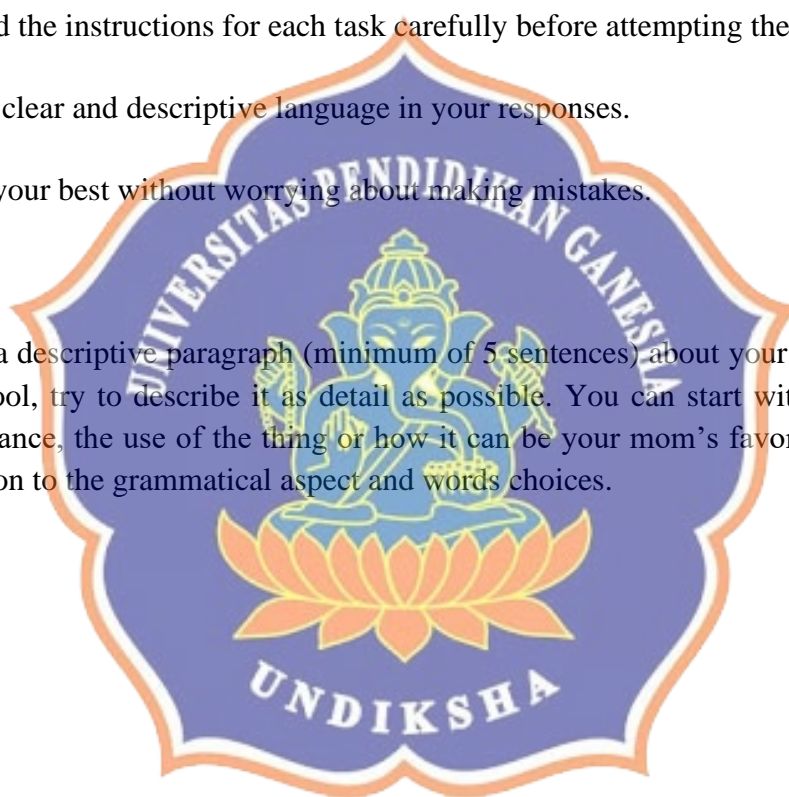 d the instructions for each task carefully before attempting the
clear and descriptive language in your responses.
your best without worrying about making mistakes.
UNIVERSITAS PENDIDIKAN GANESHA
a descriptive paragraph (minimum of 5 sentences) about your
ool, try to describe it as detail as possible. You can start wit
ance, the use of the thing or how it can be your mom's favor
on to the grammatical aspect and words choices.
UNDIKSHA